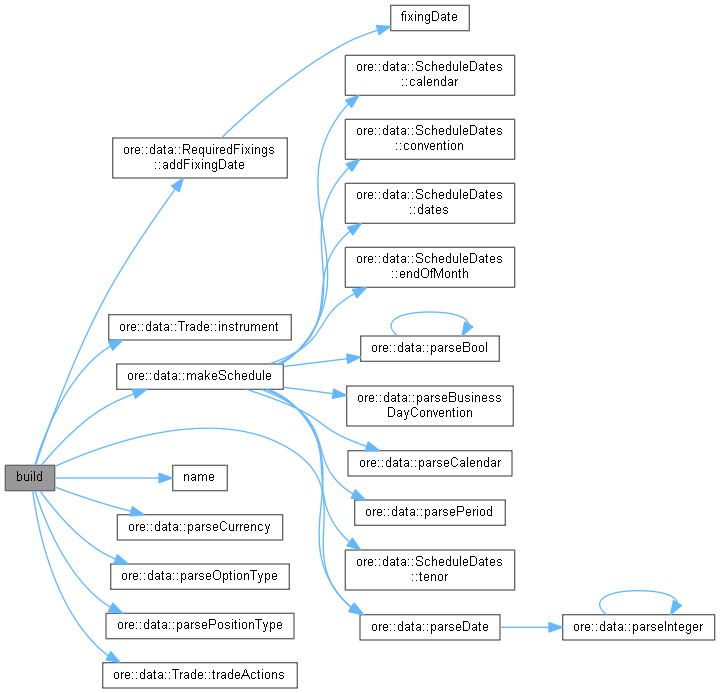 fixingDate
ore::data::ScheduleDates
::calendar
ore::data::ScheduleDates
::convention
ore::data::RequiredFixings
::addFixingDate
ore::data::ScheduleDates
::dates
ore::data::ScheduleDates
::endOfMonth
ore::data::Trade::instrument
ore::data::parseBool
ore::data::makeSchedule
ore::data::parseBusiness
DayConvention
ore::data::parseCalendar
build
name
ore::data::parsePeriod
ore::data::parseCurrency
ore::data::ScheduleDates
::tenor
ore::data::parseOptionType
ore::data::parsePositionType
ore::data::parseDate
ore::data::parseInteger
ore::data::Trade::tradeActions